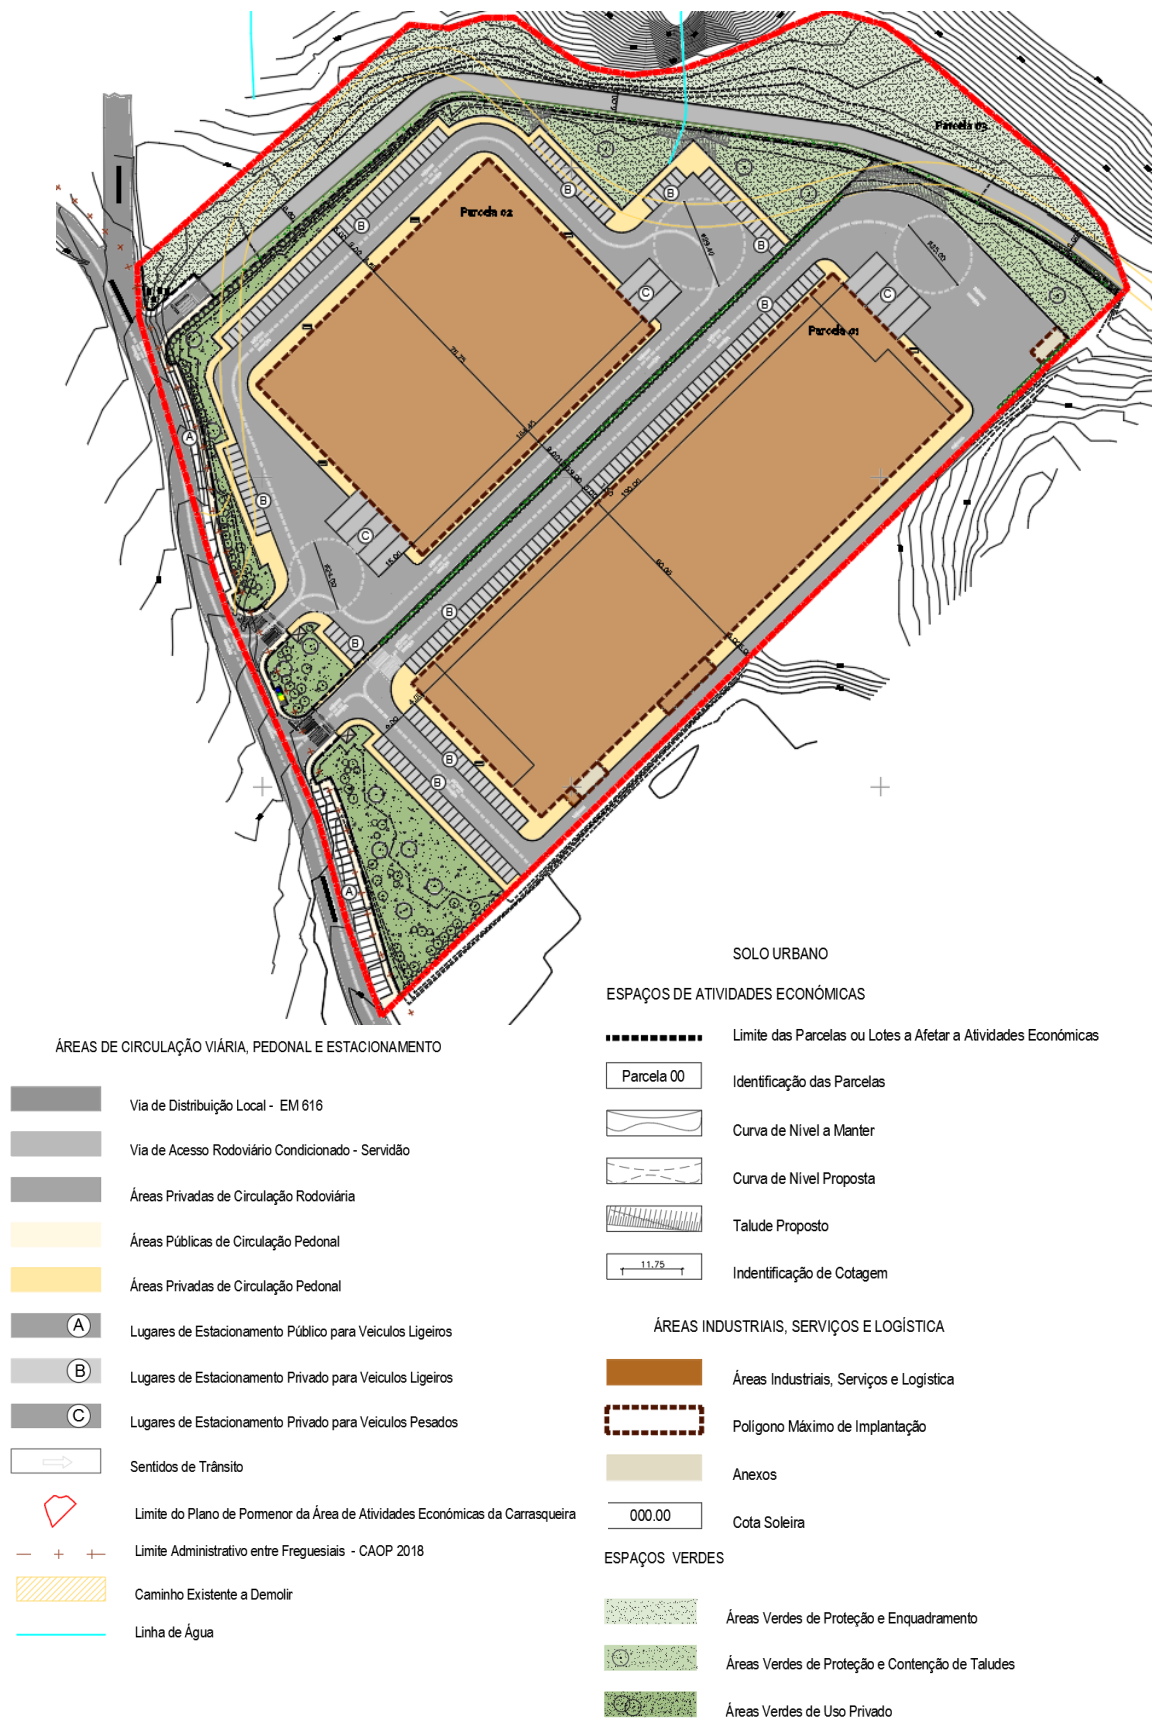 Parcela 03
Parcela 02
Parcela 01
B
B
B
B
B
B
B
B
B
B
B
C
C
C
A
A
78.75
190.00
80.00
15.00
SOLO URBANO
ESPAÇOS DE ATIVIDADES ECONÓMICAS
Limite das Parcelas ou Lotes a Afetar a Atividades Económicas
Parcela 00
Identificação das Parcelas
Curva de Nível a Manter
Curva de Nível Proposta
Talude Proposto
11.75
Indentificação de Cotagem
ÁREAS DE CIRCULAÇÃO VIÁRIA, PEDONAL E ESTACIONAMENTO
Via de Distribuição Local - EM 616
Via de Acesso Rodoviário Condicionado - Servidão
Áreas Privadas de Circulação Rodoviária
Áreas Públicas de Circulação Pedonal
Áreas Privadas de Circulação Pedonal
A
Lugares de Estacionamento Público para Veiculos Ligeiros
B
Lugares de Estacionamento Privado para Veiculos Ligeiros
C
Lugares de Estacionamento Privado para Veiculos Pesados
Sentidos de Trânsito
Limite do Plano de Pormenor da Área de Atividades Económicas da Carrasqueira
Limite Administrativo entre Freguesiais - CAOP 2018
Caminho Existente a Demolir
Linha de Água
ÁREAS INDUSTRIAIS, SERVIÇOS E LOGÍSTICA
Áreas Industriais, Serviços e Logística
Polígono Máximo de Implantação
Anexos
000.00
Cota Soleira
ESPAÇOS VERDES
Áreas Verdes de Proteção e Enquadramento
Áreas Verdes de Proteção e Contenção de Taludes
Áreas Verdes de Uso Privado